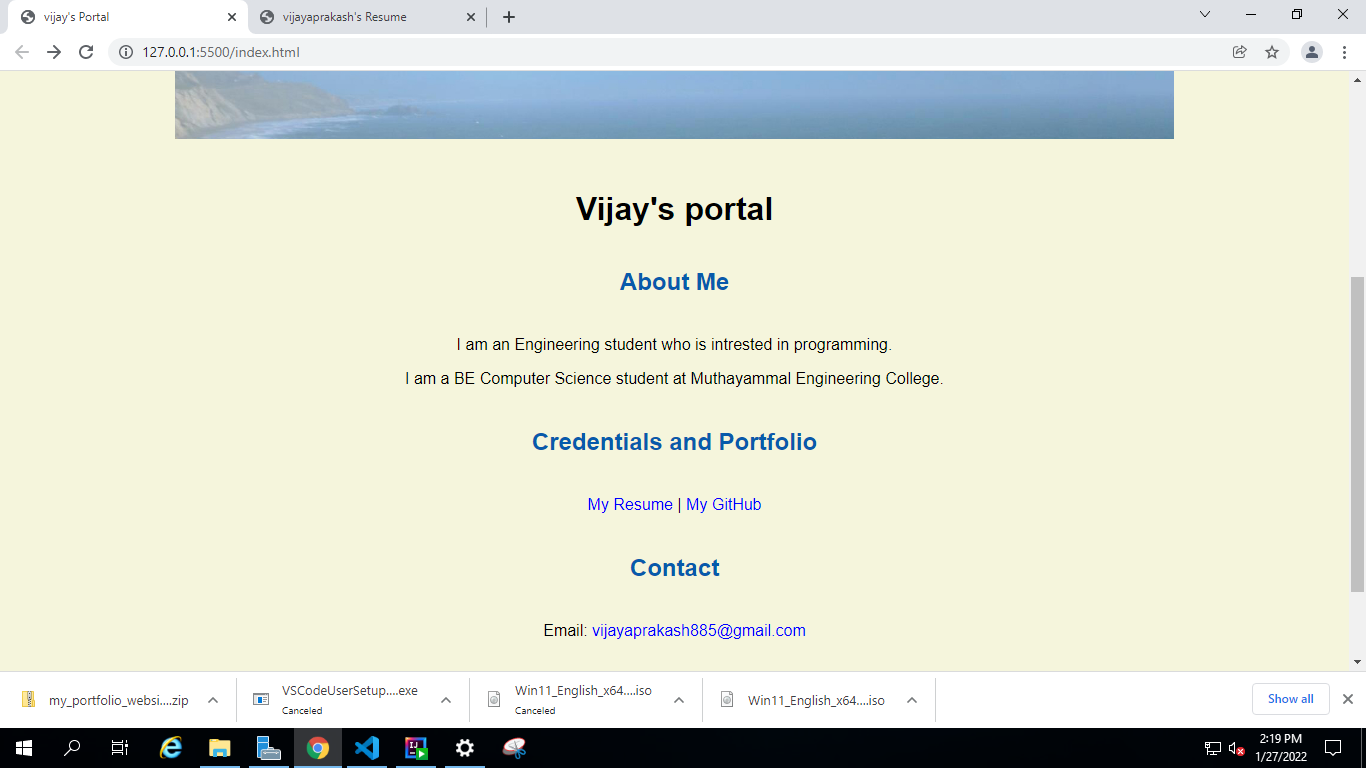 vijay's Portal
vijayaprakash's Resume
127.0.0.1:5500/index.html
Vijay's portal
About Me
I am an Engineering student who is intrested in programming.
I am a BE Computer Science student at Muthayammal Engineering College.
Credentials and Portfolio
My Resume | My GitHub
Contact
Email: vijayaprakash885@gmail.com
my_portfolio_websi....zip
VSCodeUserSetup....exe
Canceled
Win11_English_x64....iso
Canceled
Win11_English_x64....iso
Show all
2:19 PM
1/27/2022